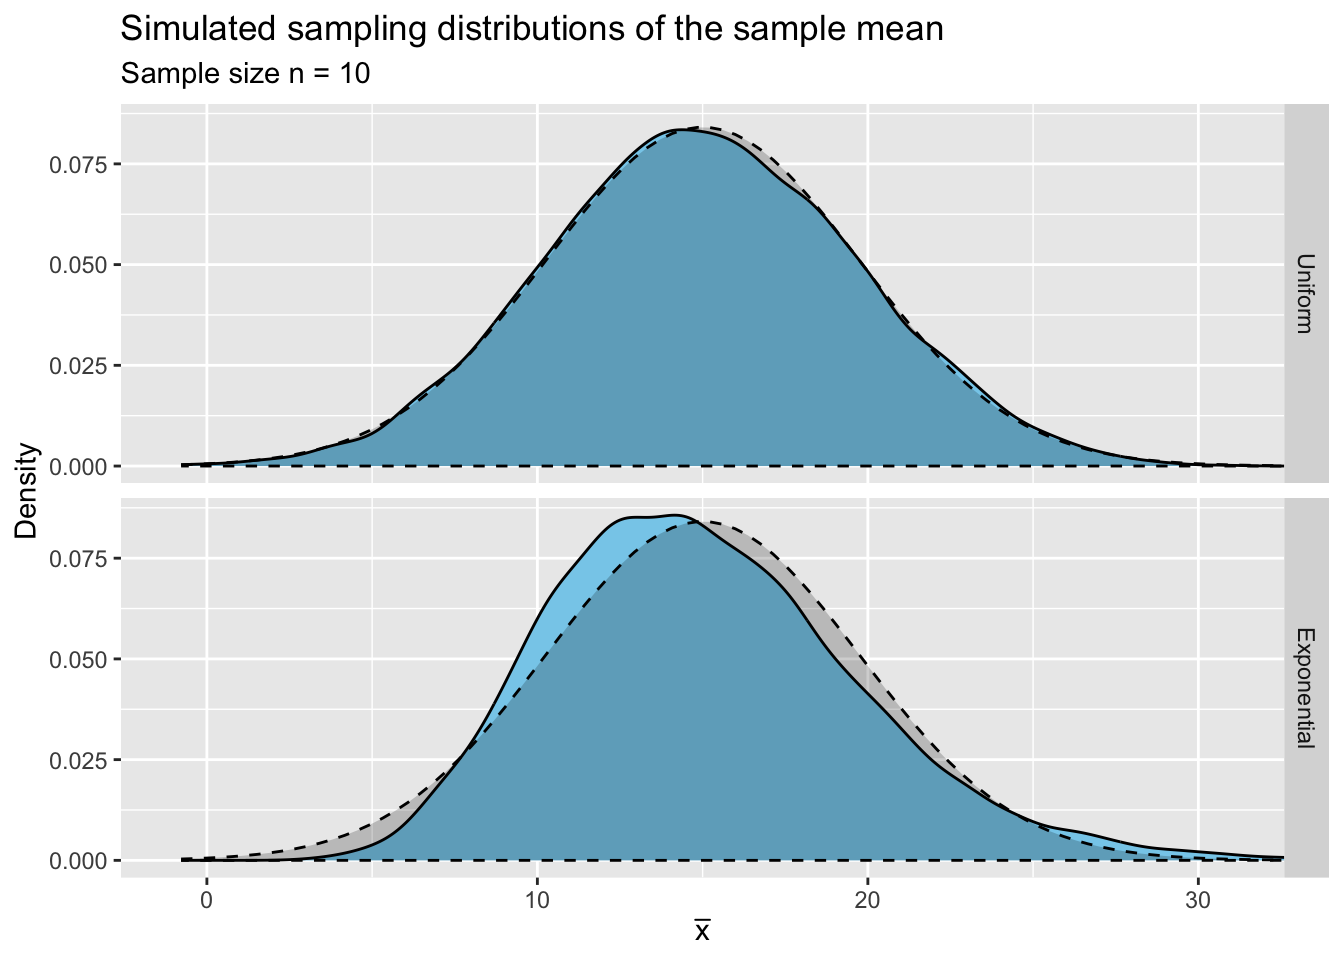 Simulated sampling distributions of the sample mean
Sample size n = 10
Density
0.075
0.050
0.025
0.000
Uniform
0.075
0.050
0.025
0.000
Exponential
0 10 20 30
x̅